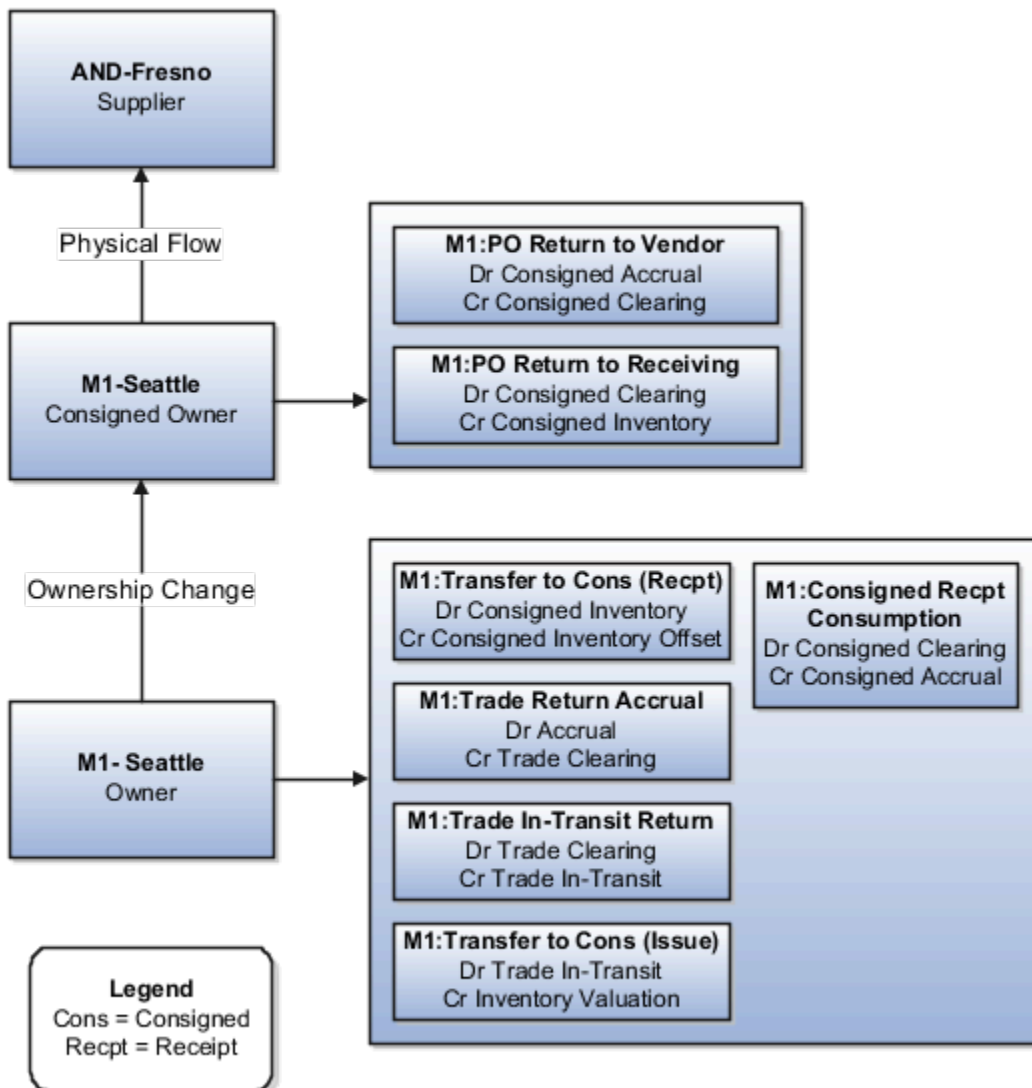 AND-Fresno
Supplier
Physical Flow
M1-Seattle
Consigned Owner
M1:PO Return to Vendor
Dr Consigned Accrual
Cr Consigned Clearing
M1:PO Return to Receiving
Dr Consigned Clearing
Cr Consigned Inventory
Ownership Change
M1- Seattle
Owner
M1:Transfer to Cons (Recpt)
Dr Consigned Inventory
Cr Consigned Inventory Offset
M1:Trade Return Accrual
Dr Accrual
Cr Trade Clearing
M1:Trade In-Transit Return
Dr Trade Clearing
Cr Trade In-Transit
M1:Transfer to Cons (Issue)
Dr Trade In-Transit
Cr Inventory Valuation
M1:Consigned Recpt
Consumption
Dr Consigned Clearing
Cr Consigned Accrual
Legend
Cons = Consigned
Recpt = Receipt